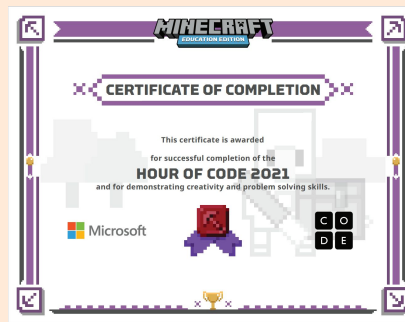 MINECRAFT
EDUCATION EDITION
CERTIFICATE OF COMPLETION
This certificate is awarded
for successful completion of the
HOUR OF CODE 2021
and for demonstrating creativity and problem solving skills.
Microsoft
C O
D E